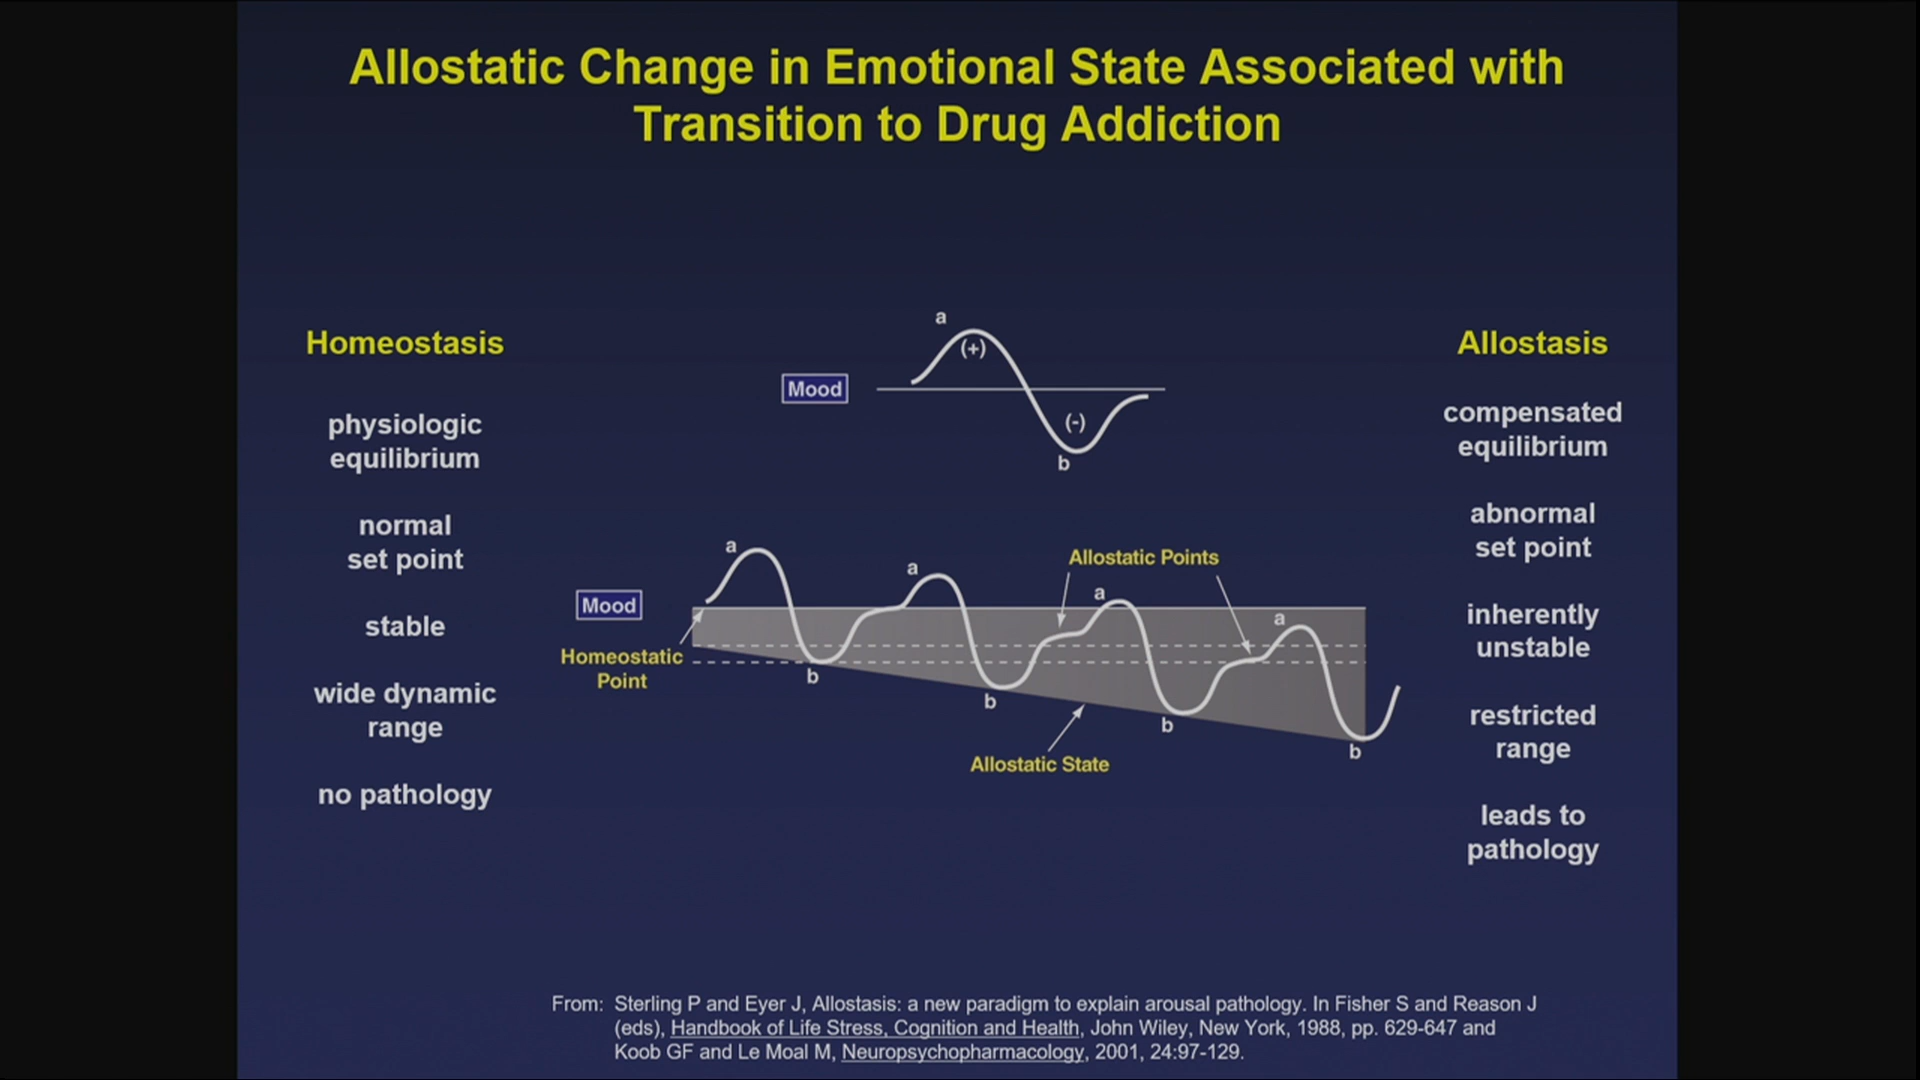 Allostatic Change in Emotional State Associated with
Transition to Drug Addiction
Homeostasis
physiologic
equilibrium
normal
set point
stable
wide dynamic
range
no pathology
a
(+)
Mood
(-)
b
a
a
Allostatic Points
a
a
Mood
Homeostatic
Point
b
b
b
b
Allostatic State
Allostasis
compensated
equilibrium
abnormal
set point
inherently
unstable
restricted
range
leads to
pathology
From: Sterling P and Eyer J, Allostasis: a new paradigm to explain arousal pathology. In Fisher S and Reason J
(eds), Handbook of Life Stress, Cognition and Health, John Wiley, New York, 1988, pp. 629-647 and
Koob GF and Le Moal M, Neuropsychopharmacology, 2001, 24:97-129.